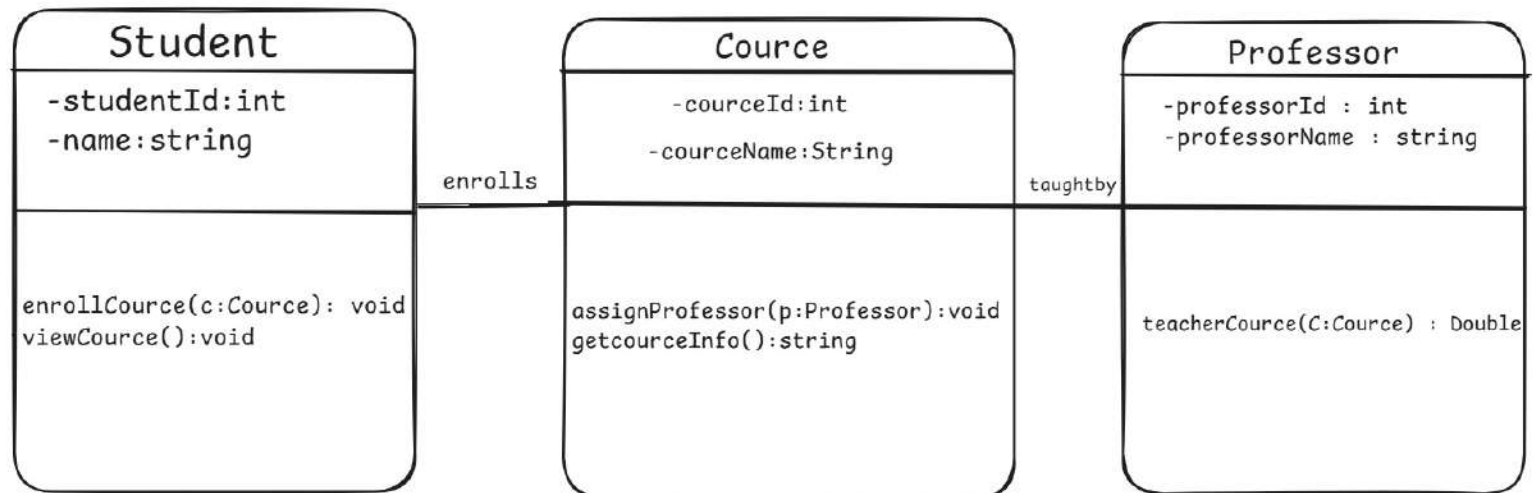 Student
-studentId:int
-name:string
enrollCource(c:Cource): void
viewCource():void
enrolls
Cource
-courceId:int
-courceName:String
assignProfessor(p:Professor):void
getcourceInfo():string
taughtby
Professor
-professorId : int
-professorName : string
teacherCource(C:Cource) : Double